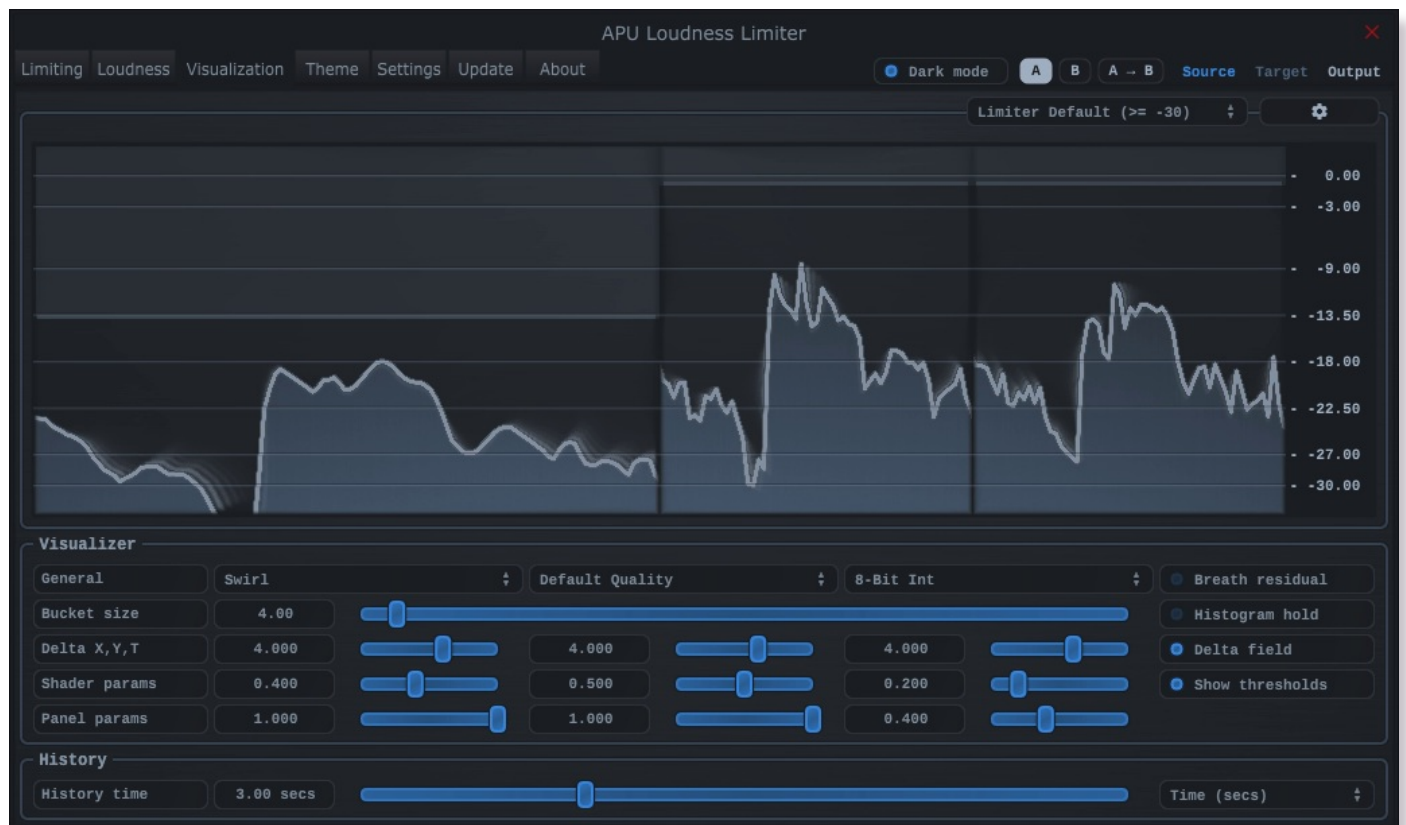 APU Loudness Limiter
Limiting Loudness Visualization Theme Settings Update About Dark mode A B A → B Source Target Output
Limiter Default (>= -30)
- 0.00
- -3.00
- -9.00
- -13.50
- -18.00
- -22.50
- -27.00
- -30.00
Visualizer
General Swirl Default Quality 8-Bit Int Breath residual
Bucket size 4.00 Histogram hold
Delta X,Y,T 4.000 4.000 4.000 Delta field
Shader params 0.400 0.500 0.200 Show thresholds
Panel params 1.000 1.000 0.400
History
History time 3.00 secs Time (secs)